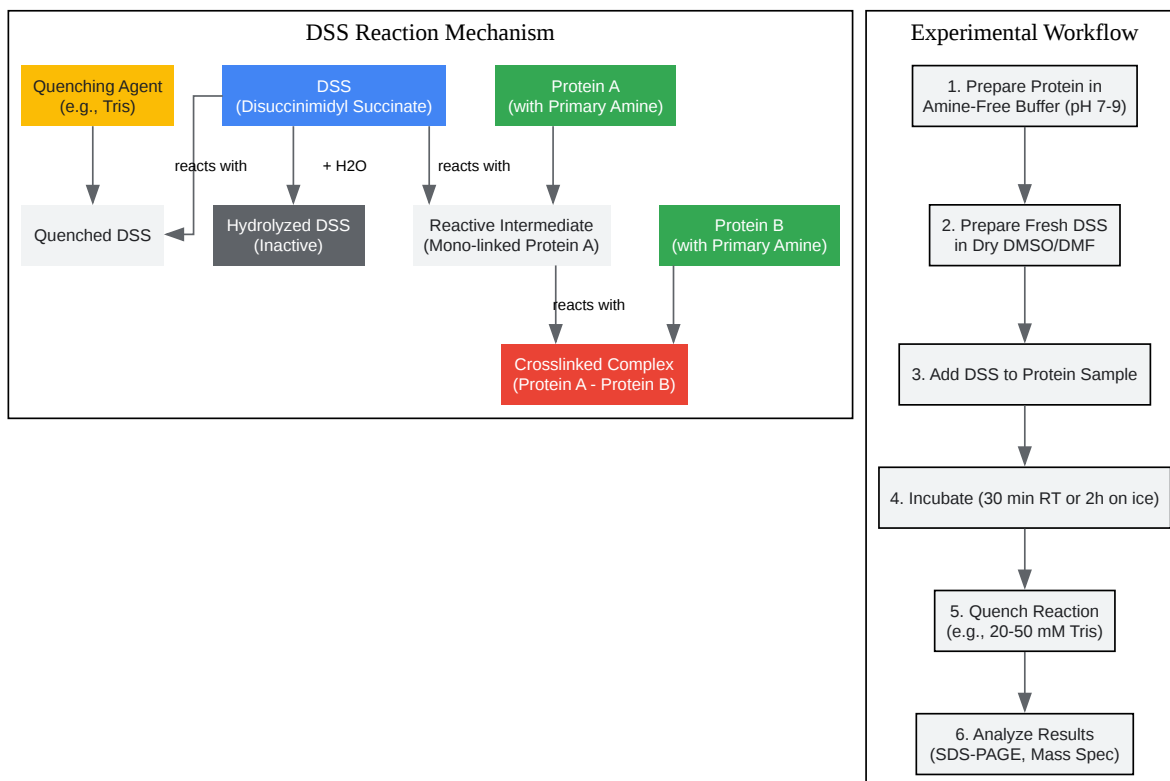 DSS Reaction Mechanism
Quenching Agent
(e.g., Tris)
DSS
(Disuccinimidyl Succinate)
Protein A
(with Primary Amine)
reacts with
+ H2O
reacts with
Quenched DSS
Hydrolyzed DSS
(Inactive)
Reactive Intermediate
(Mono-linked Protein A)
Protein B
(with Primary Amine)
reacts with
Crosslinked Complex
(Protein A - Protein B)
Experimental Workflow
1. Prepare Protein in
Amine-Free Buffer (pH 7-9)
2. Prepare Fresh DSS
in Dry DMSO/DMF
3. Add DSS to Protein Sample
4. Incubate (30 min RT or 2h on ice)
5. Quench Reaction
(e.g., 20-50 mM Tris)
6. Analyze Results
(SDS-PAGE, Mass Spec)